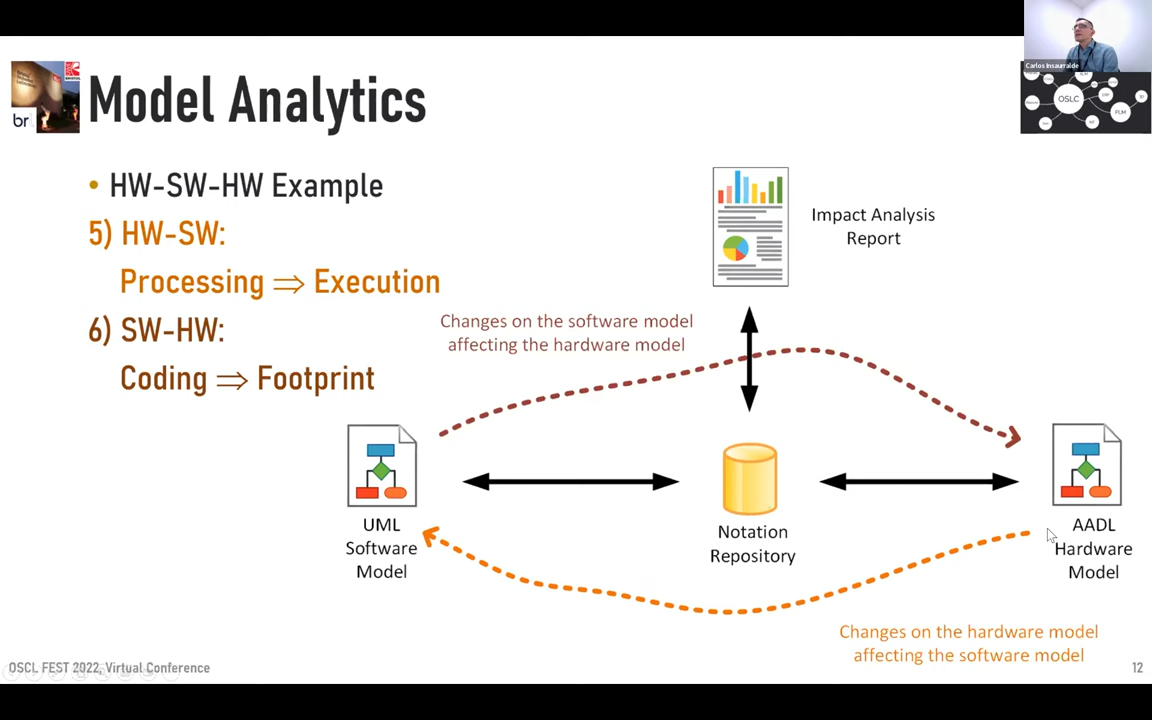 Carlos Insaurralde
OSLC
PLM
br
Model Analytics
• HW-SW-HW Example
5) HW-SW:
Processing ⇒ Execution
6) SW-HW:
Coding ⇒ Footprint
Impact Analysis
Report
Changes on the software model
affecting the hardware model
UML
Software
Model
Notation
Repository
AADL
Hardware
Model
Changes on the hardware model
affecting the software model
OSCL FEST 2022, Virtual Conference
12